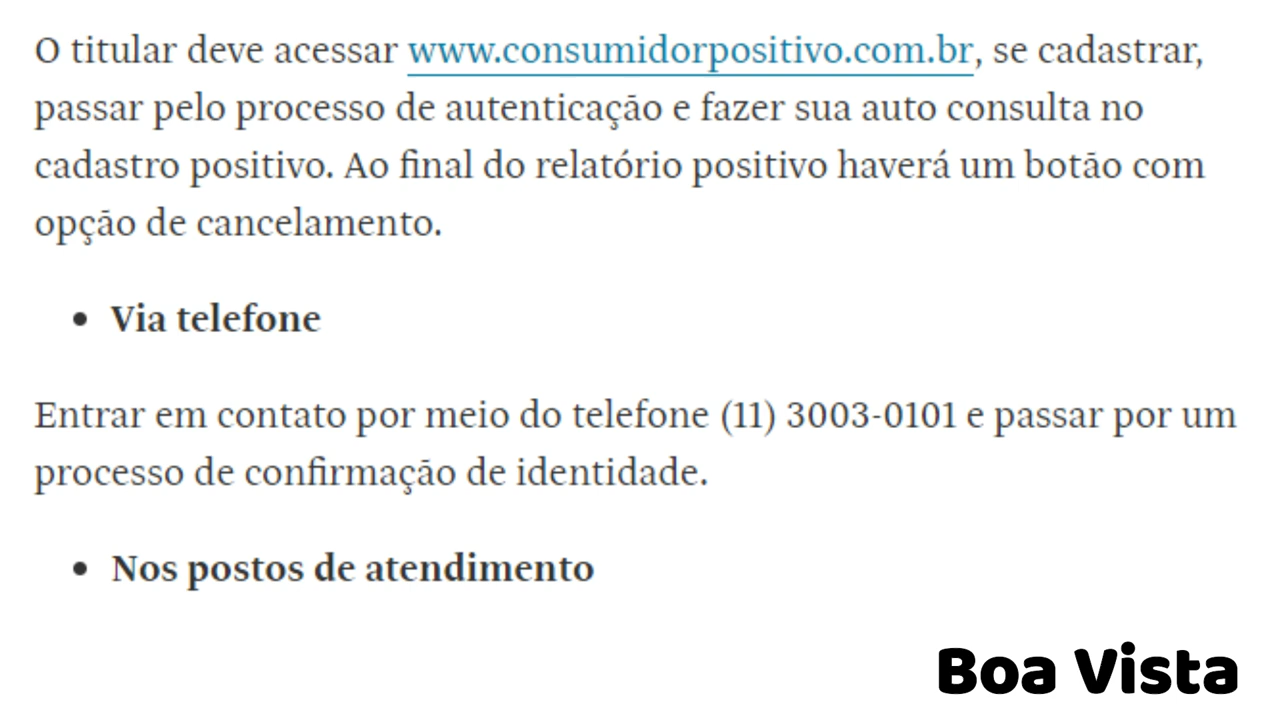 O titular deve acessar www.consumidorpositivo.com.br, se cadastrar,
passar pelo processo de autenticação e fazer sua auto consulta no
cadastro positivo. Ao final do relatório positivo haverá um botão com
opção de cancelamento.
• Via telefone
Entrar em contato por meio do telefone (11) 3003-0101 e passar por um
processo de confirmação de identidade.
• Nos postos de atendimento
Boa Vista